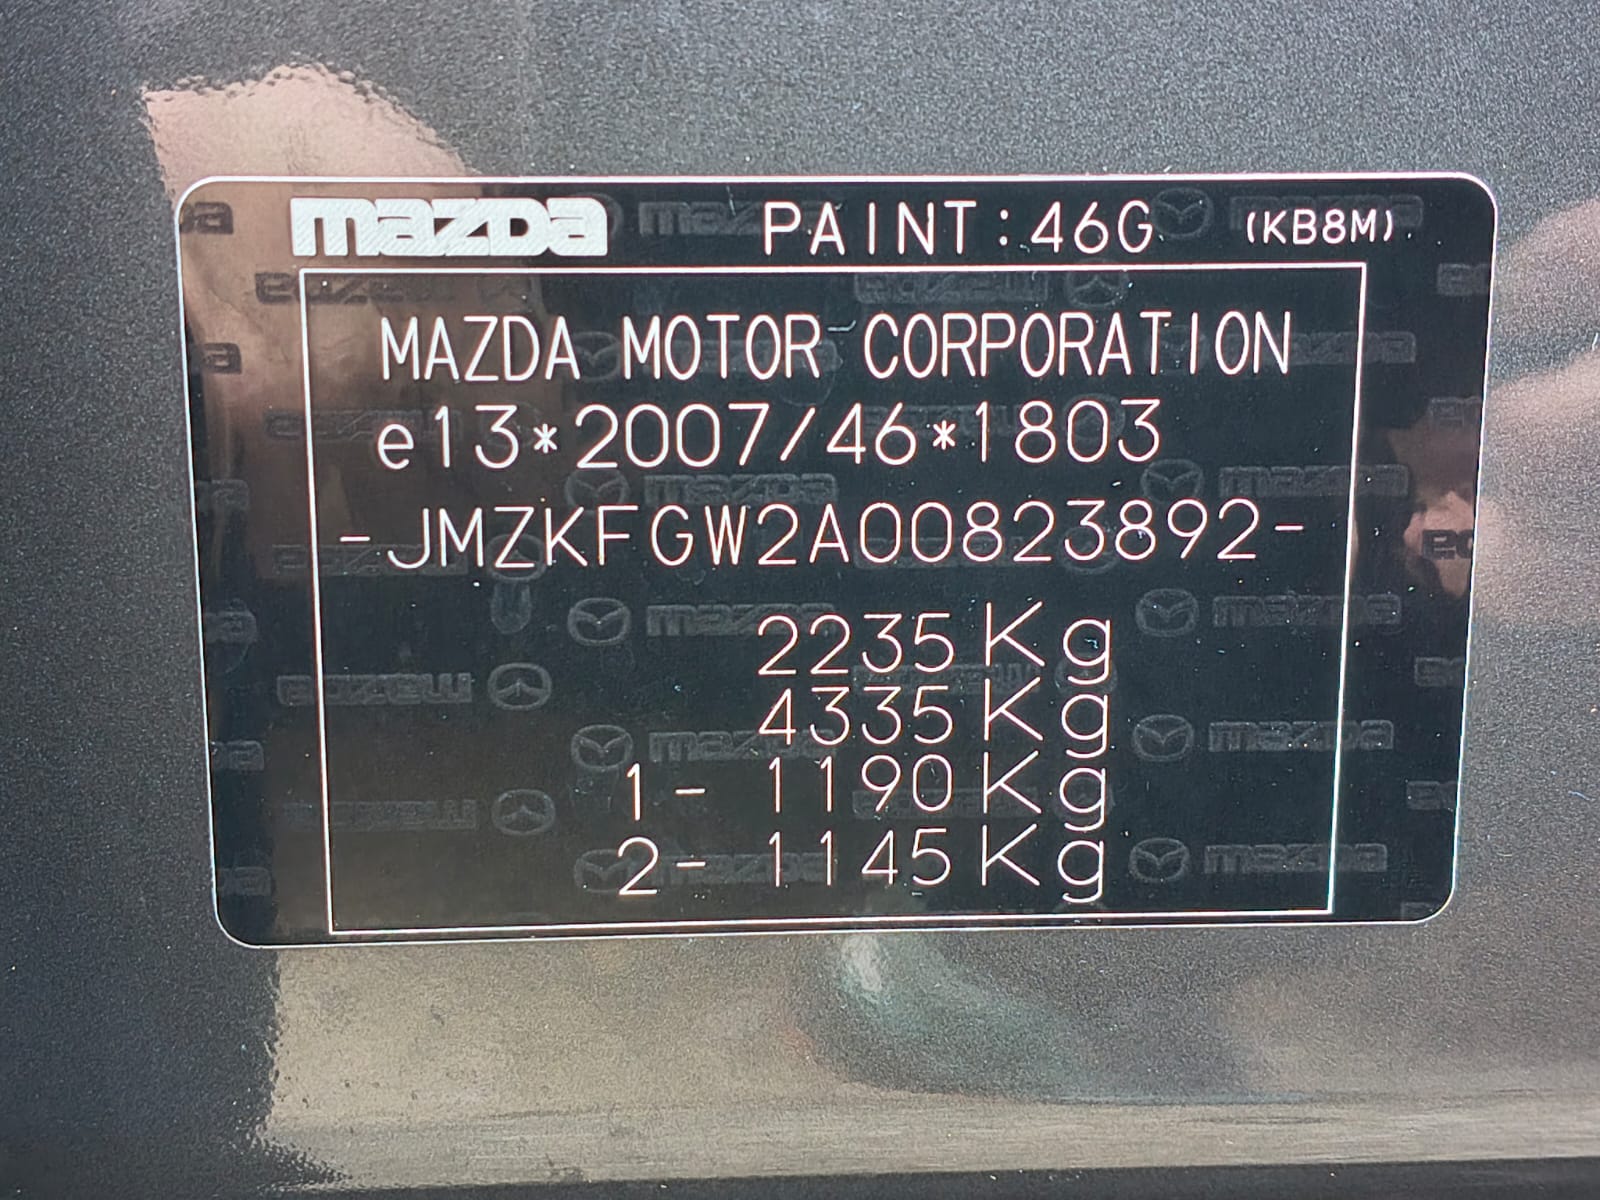 mazda PAINT:46G (KB8M)
MAZDA MOTOR CORPORATION
e13*2007/46*1803
-JMZKFGW2A00823892-
2235Kg
4335Kg
1- 1190Kg
2- 1145Kg